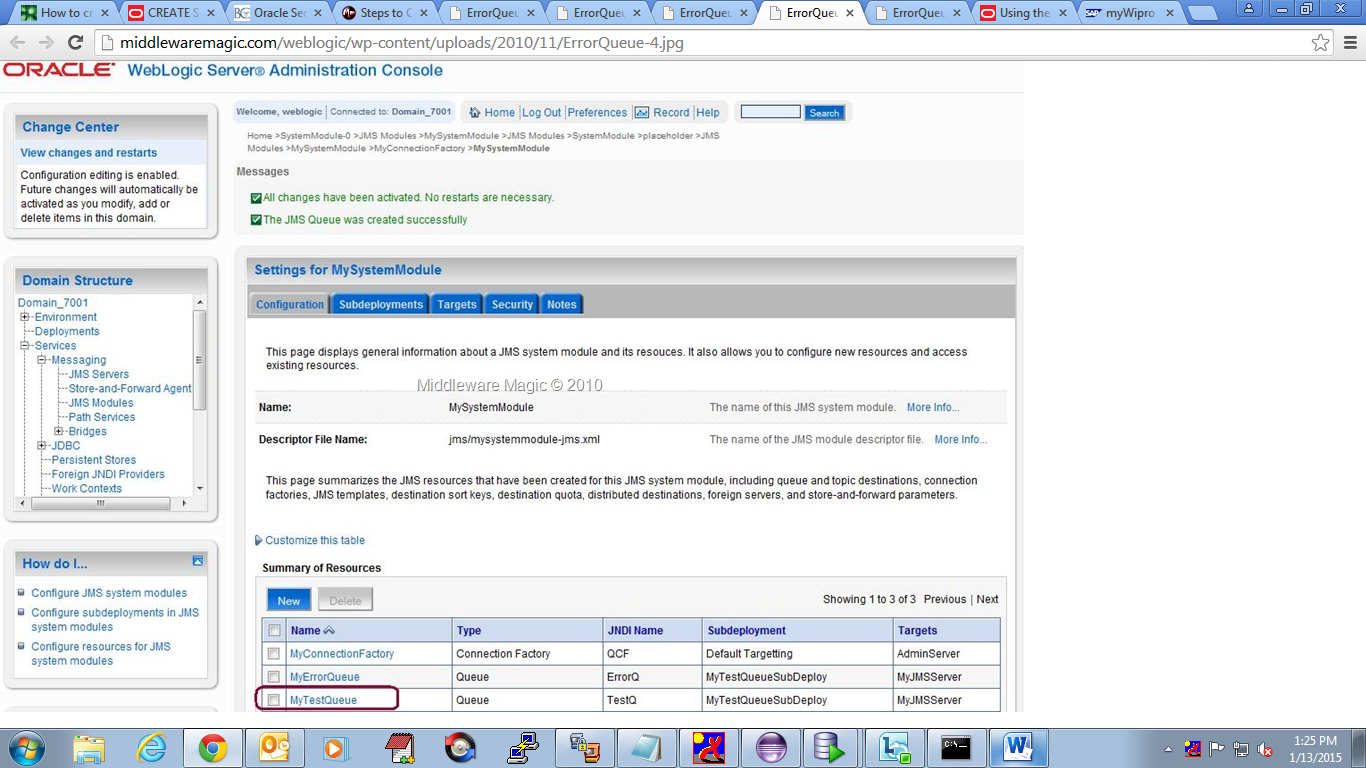 How to cr
CREATE S
Oracle Se
Steps to C
ErrorQueu
ErrorQueu
ErrorQueu
ErrorQueu
ErrorQueu
Using the
myWipro
middlewaremagic.com/weblogic/wp-content/uploads/2010/11/ErrorQueue-4.jpg
ORACLE WebLogic Server® Administration Console
Change Center
View changes and restarts
Configuration editing is enabled.
Future changes will automatically be
activated as you modify, add or
delete items in this domain.
Domain Structure
Domain_7001
Environment
Deployments
Services
Messaging
JMS Servers
Store-and-Forward Agent
JMS Modules
Path Services
Bridges
JDBC
Persistent Stores
Foreign JNDI Providers
Work Contexts
How do I...
Configure JMS system modules
Configure subdeployments in JMS
system modules
Configure resources for JMS
system modules
Welcome, weblogic Connected to: Domain_7001 Home Log Out Preferences Record Help Search
Home >SystemModule-0 >JMS Modules >MySystemModule >JMS Modules >SystemModule >placeholder >JMS
Modules >MySystemModule >MyConnectionFactory >MySystemModule
Messages
All changes have been activated. No restarts are necessary.
The JMS Queue was created successfully
Settings for MySystemModule
Configuration Subdeployments Targets Security Notes
This page displays general information about a JMS system module and its resouces. It also allows you to configure new resources and access
existing resources.
Middleware Magic © 2010
Name: MySystemModule The name of this JMS system module. More Info...
Descriptor File Name: jms/mysystemmodule-jms.xml The name of the JMS module descriptor file. More Info...
This page summarizes the JMS resources that have been created for this JMS system module, including queue and topic destinations, connection
factories, JMS templates, destination sort keys, destination quota, distributed destinations, foreign servers, and store-and-forward parameters.
Customize this table
Summary of Resources
New Delete Showing 1 to 3 of 3 Previous | Next
Name Type JNDI Name Subdeployment Targets
MyConnectionFactory Connection Factory QCF Default Targetting AdminServer
MyErrorQueue Queue ErrorQ MyTestQueueSubDeploy MyJMSServer
MyTestQueue Queue TestQ MyTestQueueSubDeploy MyJMSServer
1:25 PM
1/13/2015